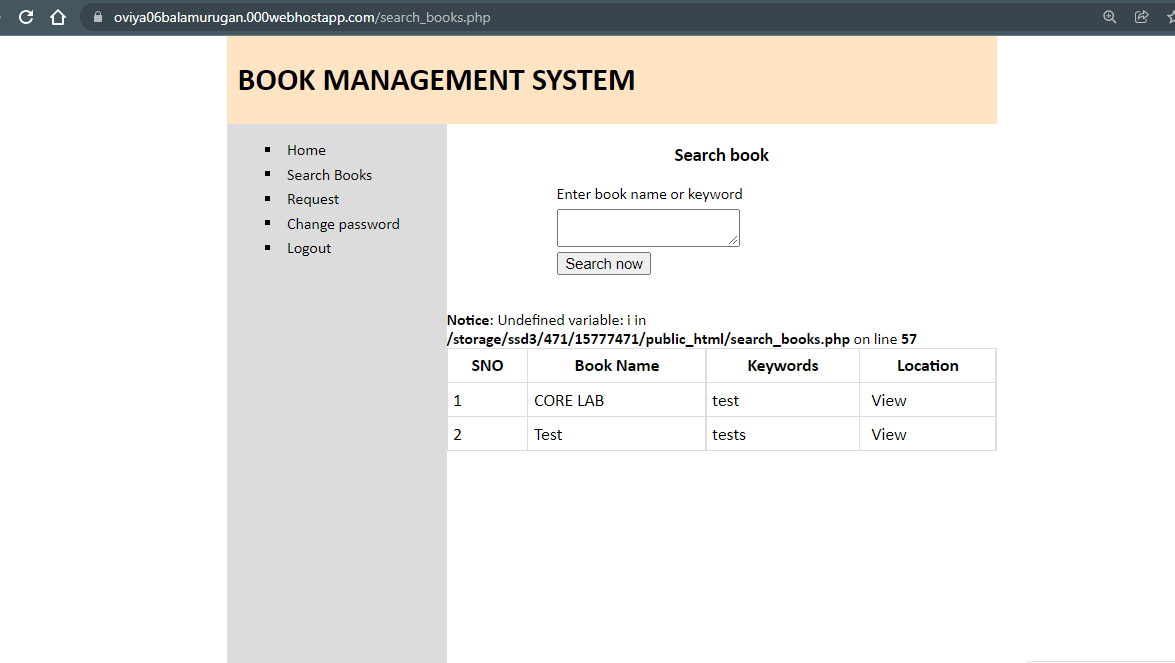 oviya06balamurugan.000webhostapp.com/search_books.php
BOOK MANAGEMENT SYSTEM
Home
Search Books
Request
Change password
Logout
Search book
Enter book name or keyword
Search now
Notice: Undefined variable: i in
/storage/ssd3/471/15777471/public_html/search_books.php on line 57
SNO Book Name Keywords Location
1 CORE LAB test View
2 Test tests View